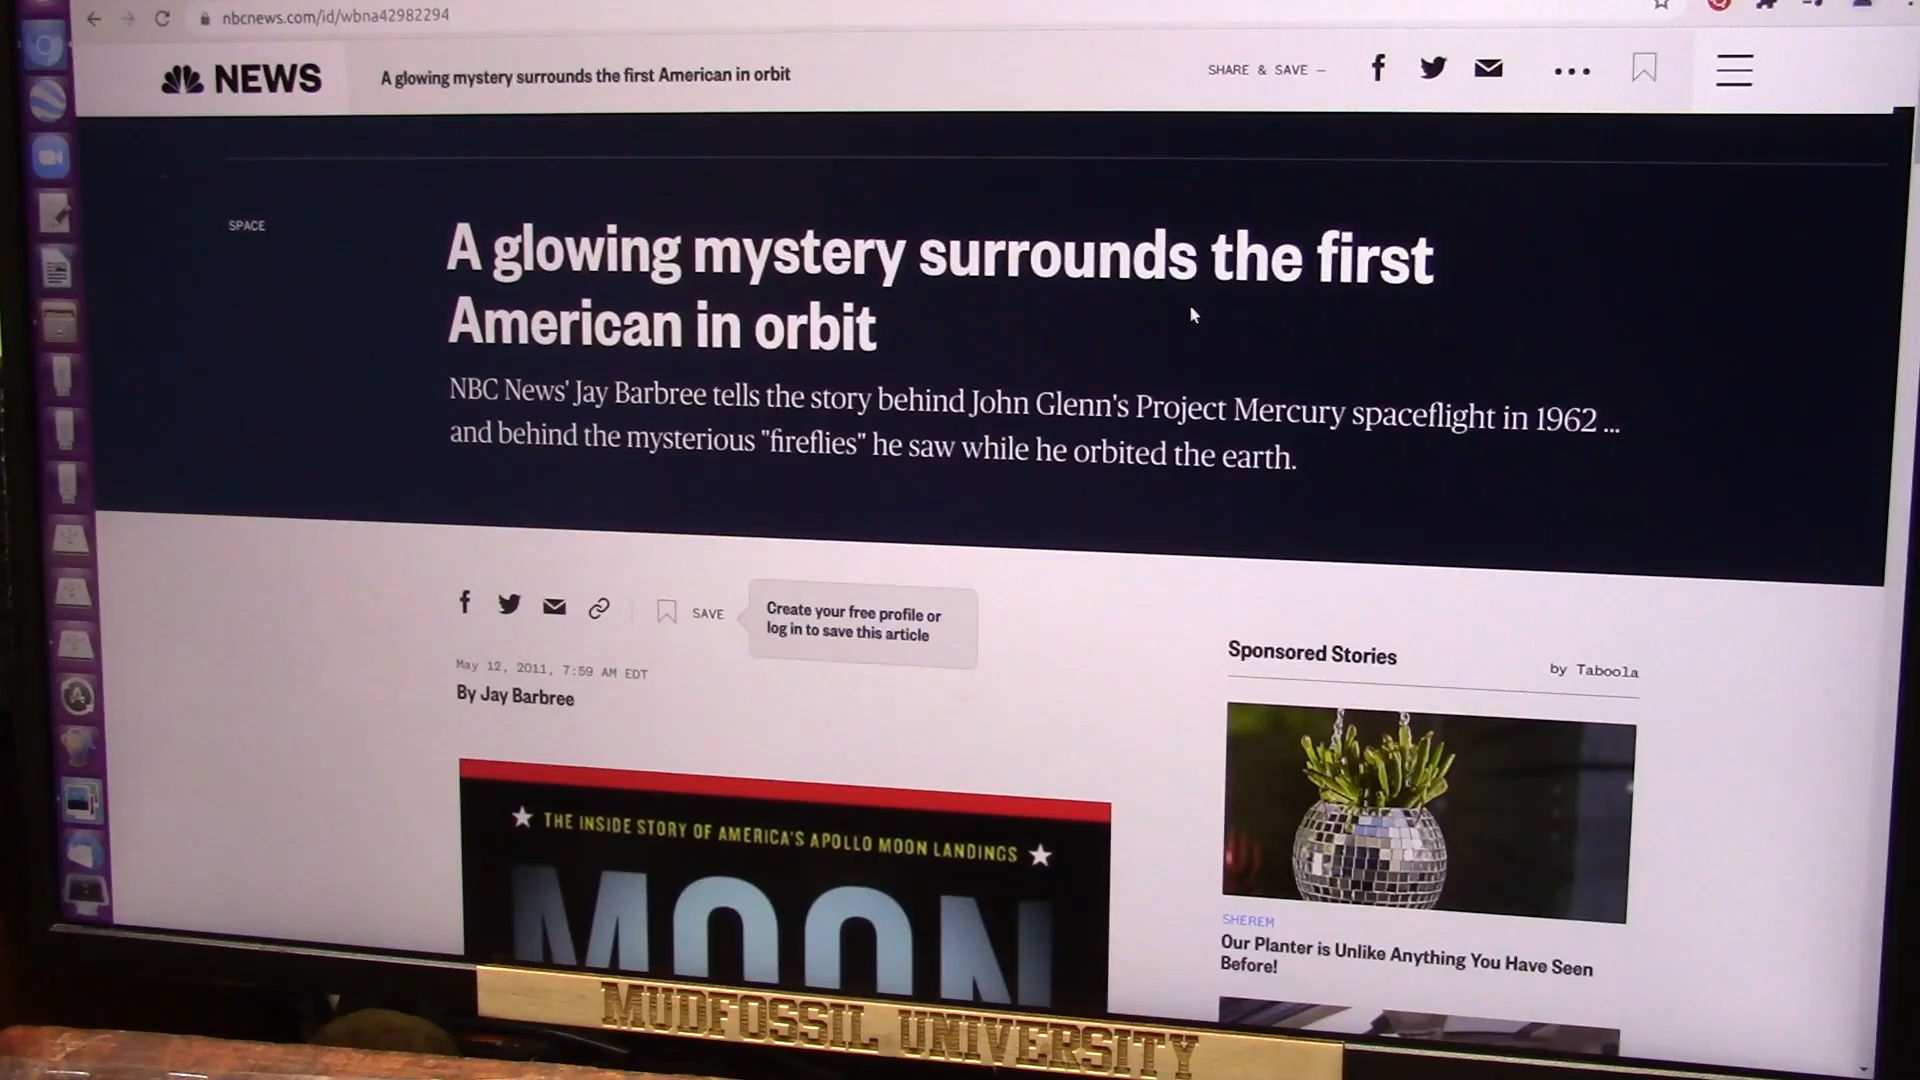 nbcnews.com/id/wbna42982294
NEWS
A glowing mystery surrounds the first American in orbit
SHARE & SAVE —
SPACE
A glowing mystery surrounds the first
American in orbit
NBC News' Jay Barbree tells the story behind John Glenn's Project Mercury spaceflight in 1962 ...
and behind the mysterious "fireflies" he saw while he orbited the earth.
SAVE
Create your free profile or
log in to save this article
May 12, 2011, 7:59 AM EDT
By Jay Barbree
Sponsored Stories
by Taboola
THE INSIDE STORY OF AMERICA'S APOLLO MOON LANDINGS
MOON
SHEREM
Our Planter is Unlike Anything You Have Seen
Before!
MUDFOSSIL UNIVERSITY